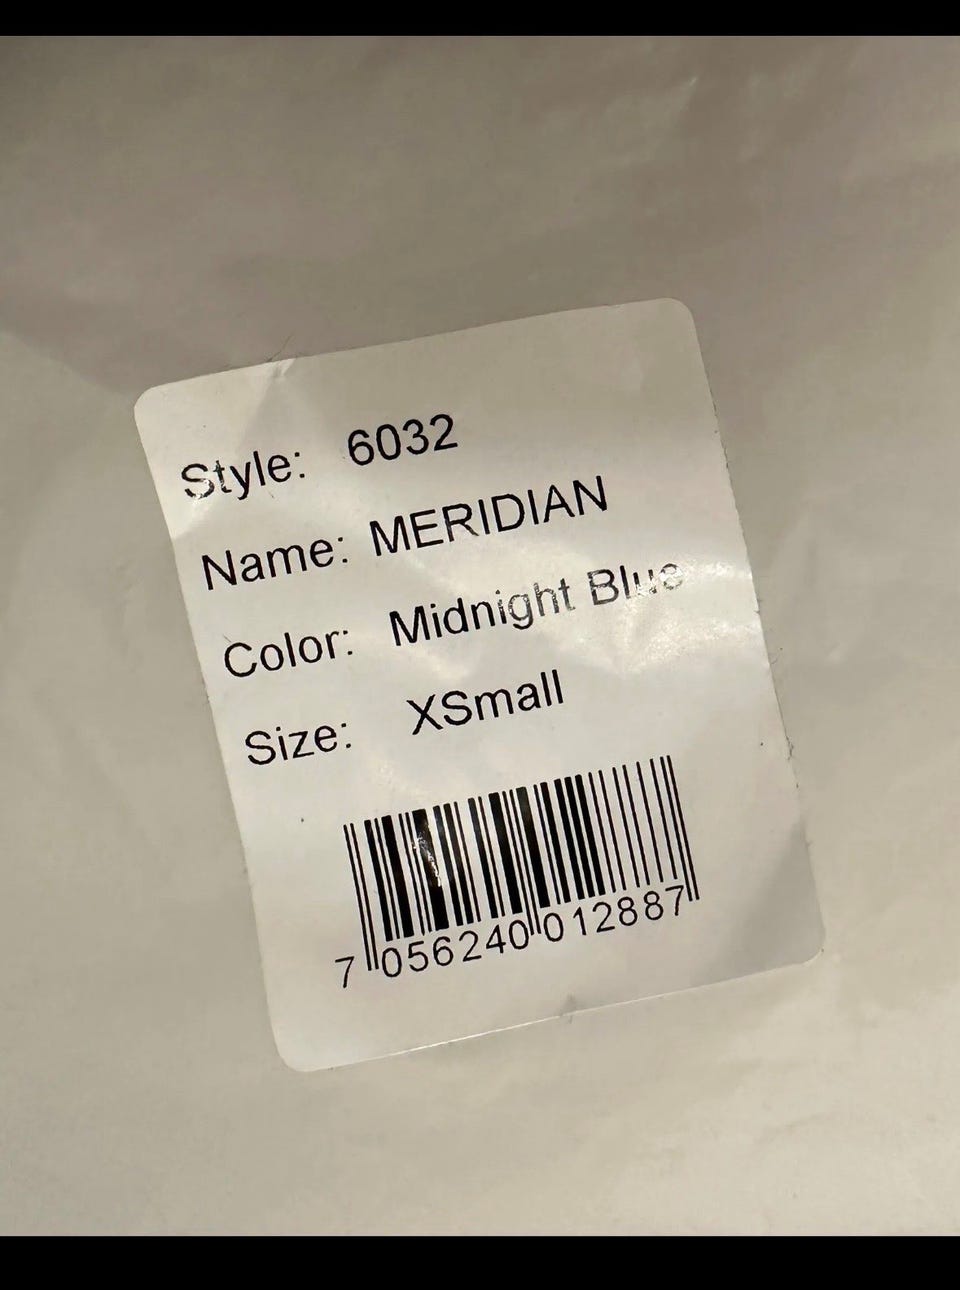 Style: 6032
Name: MERIDIAN
Color: Midnight Blue
Size: XSmall
7 056240 012887